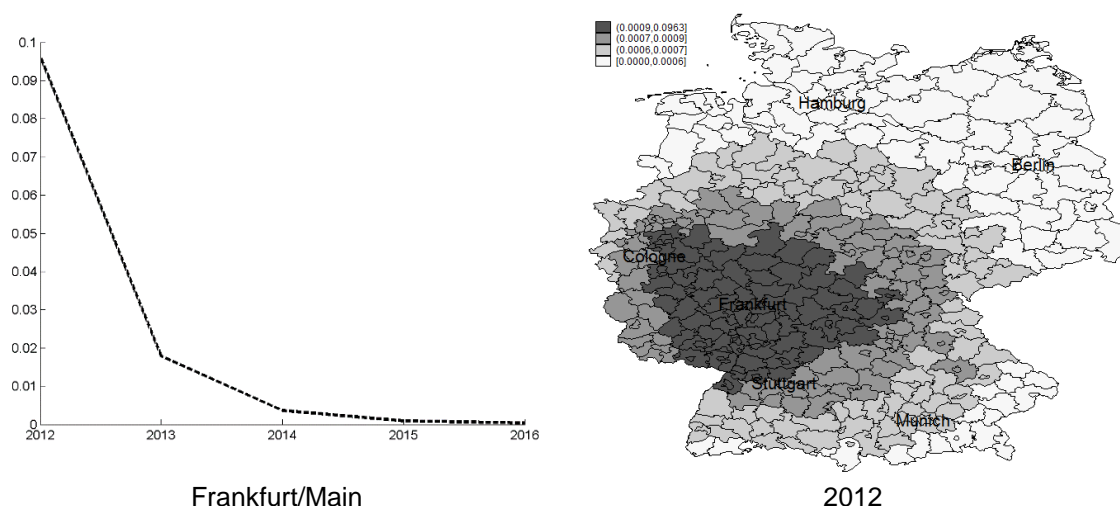 0.1
0.09
0.08
0.07
0.06
0.05
0.04
0.03
0.02
0.01
0
2012 2013 2014 2015 2016
Frankfurt/Main
(0.0009,0.0963]
(0.0007,0.0009]
(0.0006,0.0007]
[0.0000,0.0006]
Hamburg
Berlin
Cologne
Frankfurt
Stuttgart
Munich
2012